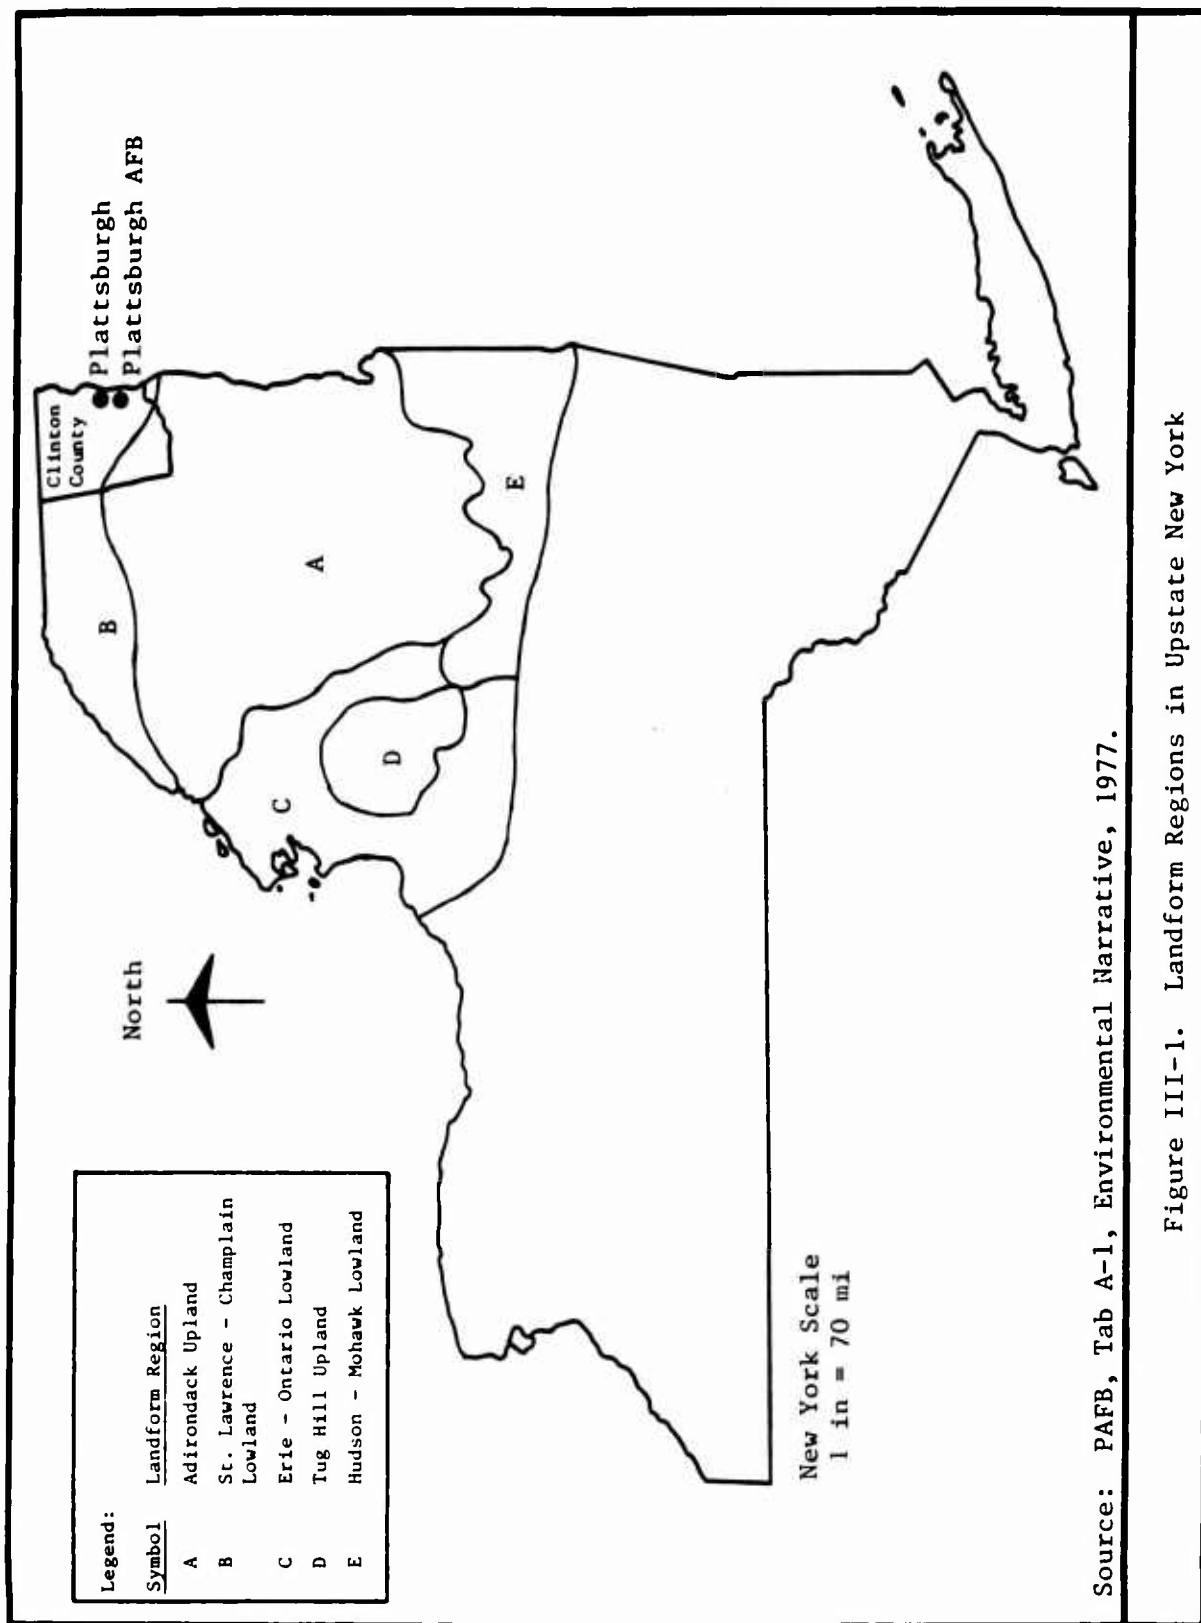 Legend:
Symbol Landform Region
A Adirondack Upland
B St. Lawrence - Champlain
Lowland
C Erie - Ontario Lowland
D Tug Hill Upland
E Hudson - Mohawk Lowland
North
Clinton
County
Plattsburgh
Plattsburgh AFB
B
A
C
D
E
New York Scale
1 in = 70 mi
Source: PAFB, Tab A-1, Environmental Narrative, 1977.
Figure III-1. Landform Regions in Upstate New York